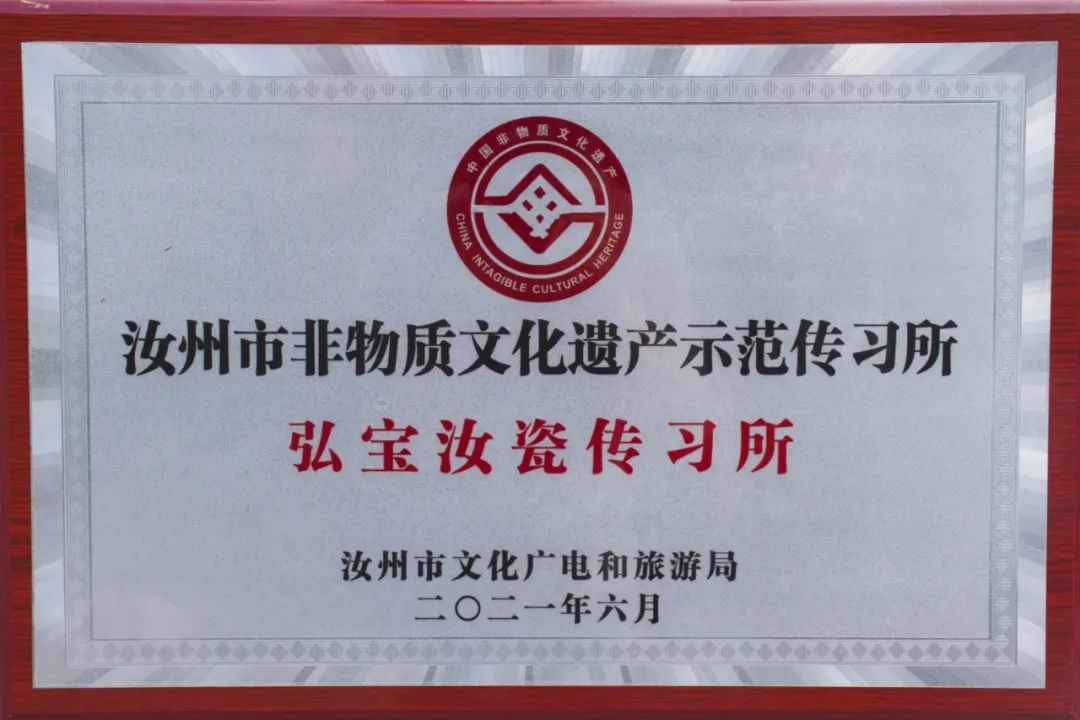 中国非物质文化遗产
CHINA INTAGIBLE CULTURAL HERITAGE
汝州市非物质文化遗产示范传习所
弘宝汝瓷传习所
汝州市文化广电和旅游局
二〇二一年六月